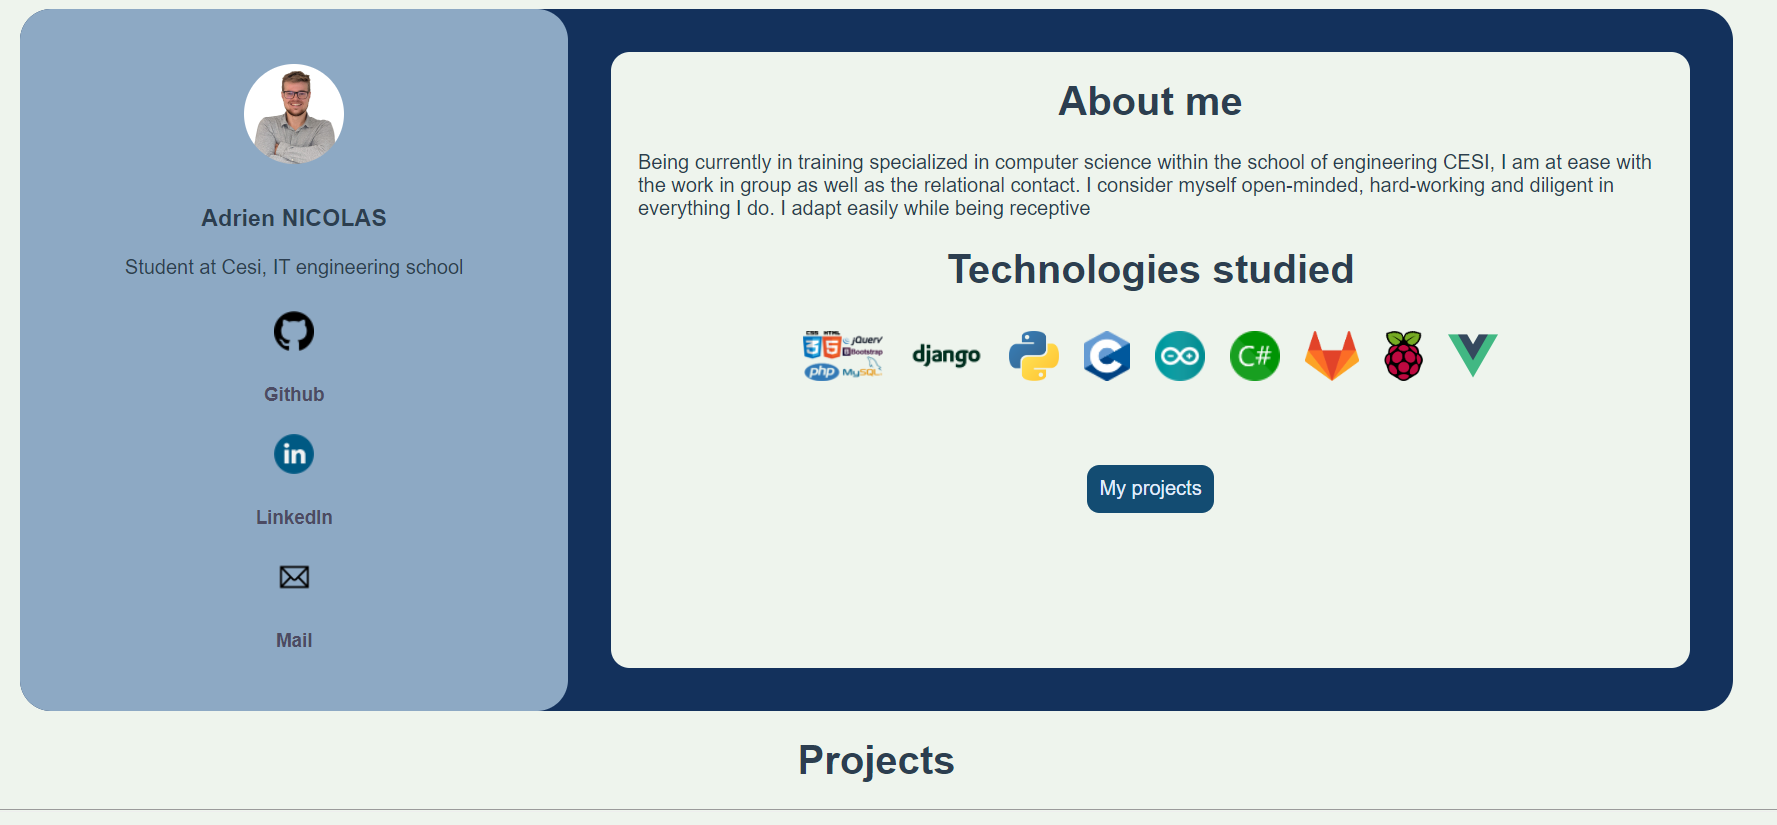 Adrien NICOLAS
Student at Cesi, IT engineering school
Github
in
LinkedIn
Mail
About me
Being currently in training specialized in computer science within the school of engineering CESI, I am at ease with
the work in group as well as the relational contact. I consider myself open-minded, hard-working and diligent in
everything I do. I adapt easily while being receptive
Technologies studied
CSS HTML
3 5 jQuery
B Bootstrap
php MySQL
django
C
C#
My projects
Projects